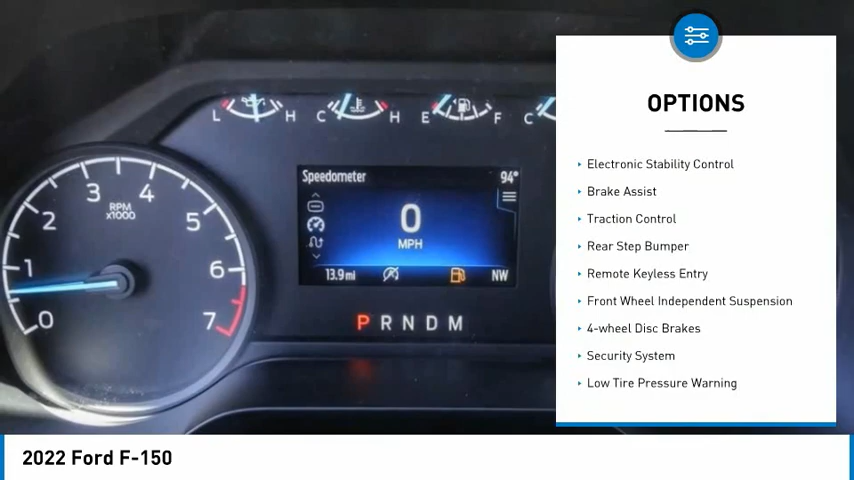 L H C H E F C
Speedometer 94°
0
MPH
13.9 mi NW
P R N D M
RPM
x1000
0 1 2 3 4 5 6 7
OPTIONS
Electronic Stability Control
Brake Assist
Traction Control
Rear Step Bumper
Remote Keyless Entry
Front Wheel Independent Suspension
4-wheel Disc Brakes
Security System
Low Tire Pressure Warning
2022 Ford F-150